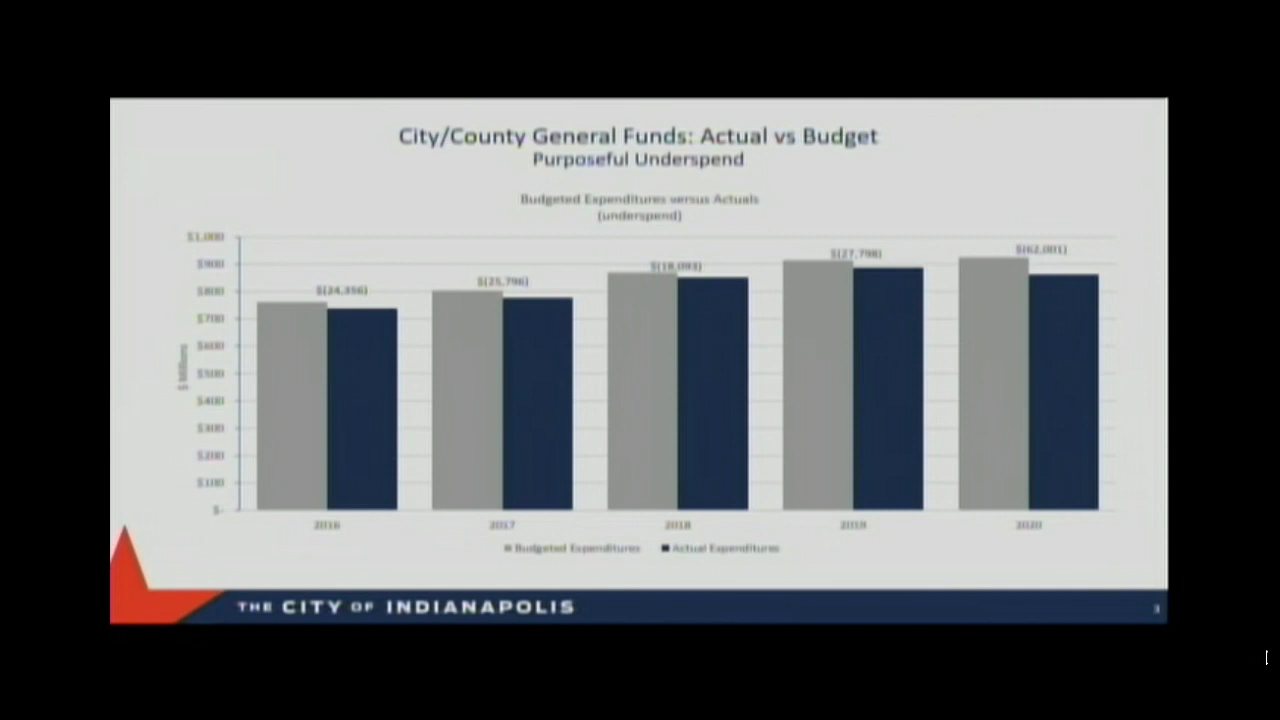 City/County General Funds: Actual vs Budget
Purposeful Underspend
Budgeted Expenditures versus Actuals
(underspend)
$1,000
$900
$800
$700
$600
$500
$400
$300
$200
$100
$-
$ Millions
$(24,356)
$(25,796)
$(18,093)
$(27,798)
$(62,001)
2016
2017
2018
2019
2020
Budgeted Expenditures
Actual Expenditures
THE CITY OF INDIANAPOLIS
3